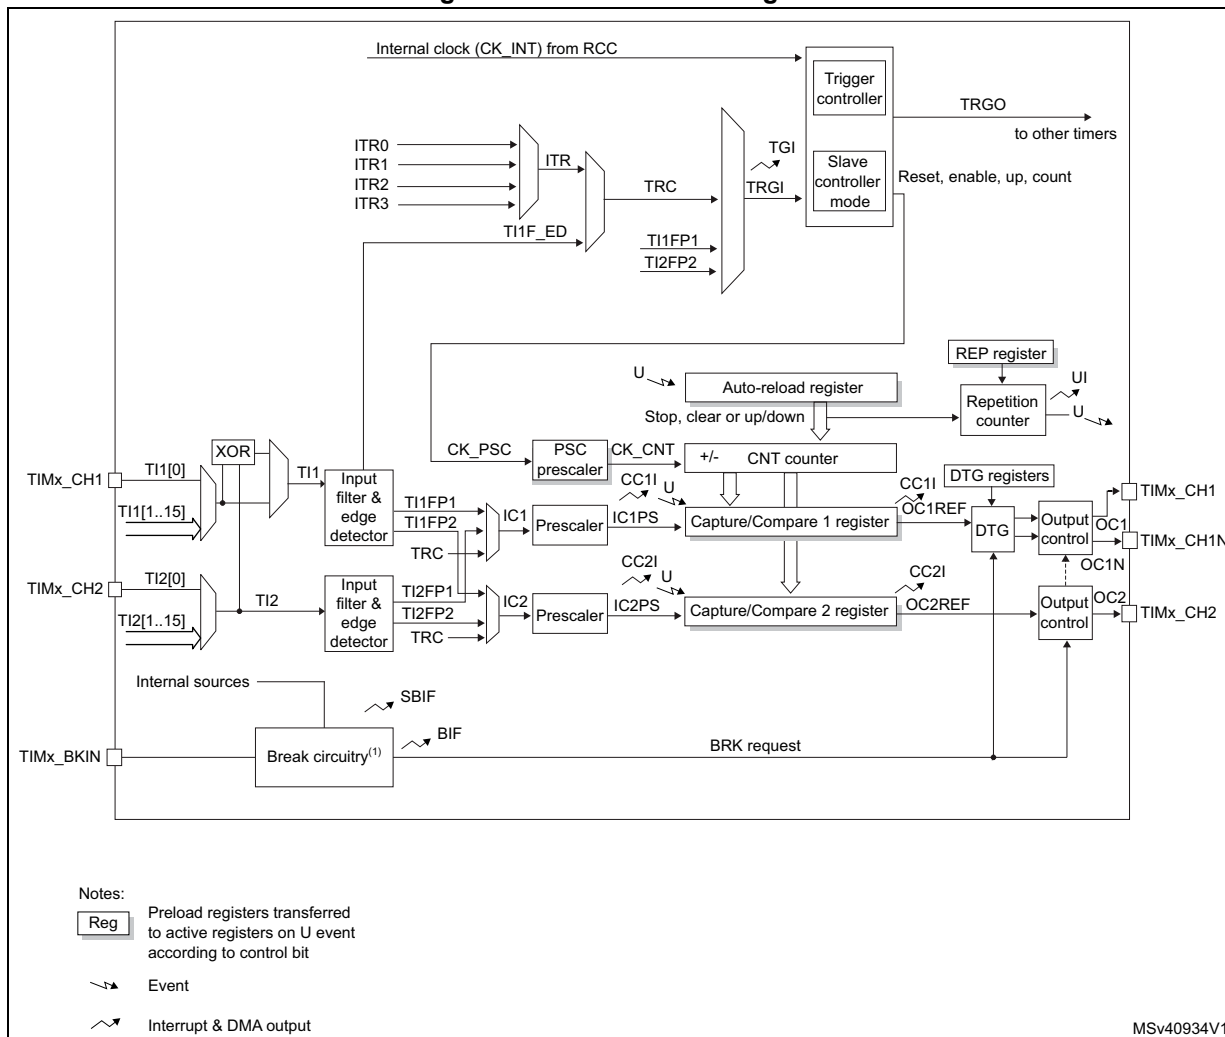 Internal clock (CK_INT) from RCC
Trigger
controller
TRGO
to other timers
ITR0
ITR1
ITR2
ITR3
ITR
TRC
TGI
TRGI
Slave
controller
mode
Reset, enable, up, count
TI1F_ED
TI1FP1
TI2FP2
REP register
U
Auto-reload register
UI
Repetition
counter
U
Stop, clear or up/down
CK_PSC
PSC
prescaler
CK_CNT
+/-
CNT counter
XOR
TIMx_CH1
TI1[0]
TI1[1..15]
TI1
Input
filter &
edge
detector
TI1FP1
TI1FP2
TRC
IC1
Prescaler
IC1PS
CC1I
U
Capture/Compare 1 register
CC1I
OC1REF
DTG registers
DTG
Output
control
OC1
TIMx_CH1
TIMx_CH1N
OC1N
TIMx_CH2
TI2[0]
TI2[1..15]
TI2
Input
filter &
edge
detector
TI2FP1
TI2FP2
TRC
IC2
Prescaler
IC2PS
CC2I
U
Capture/Compare 2 register
CC2I
OC2REF
Output
control
OC2
TIMx_CH2
Internal sources
SBIF
TIMx_BKIN
Break circuitry(1)
BIF
BRK request
Notes:
Reg
Preload registers transferred
to active registers on U event
according to control bit
Event
Interrupt & DMA output
MSv40934V1